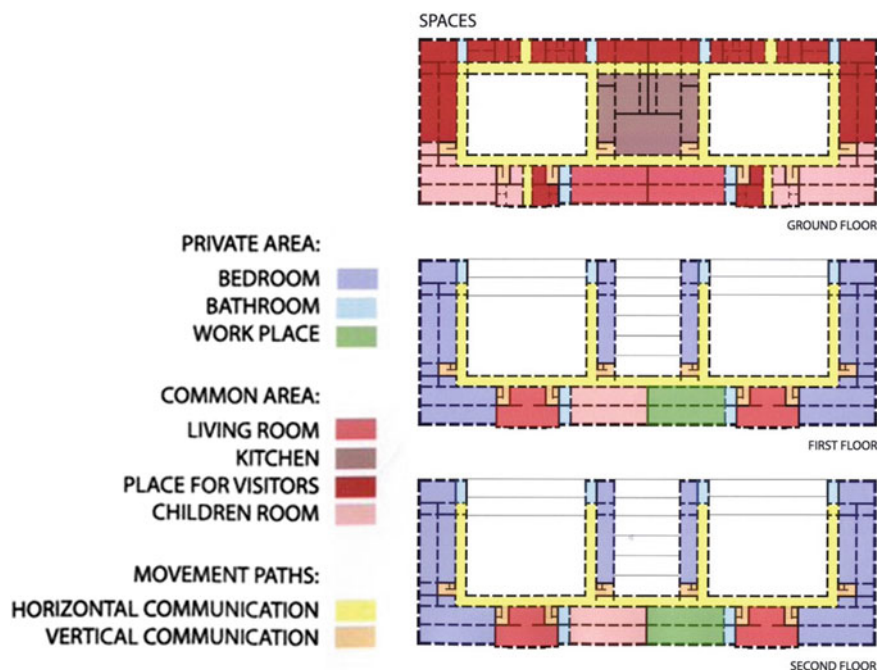 SPACES
GROUND FLOOR
PRIVATE AREA:
BEDROOM
BATHROOM
WORK PLACE
COMMON AREA:
LIVING ROOM
KITCHEN
PLACE FOR VISITORS
CHILDREN ROOM
MOVEMENT PATHS:
HORIZONTAL COMMUNICATION
VERTICAL COMMUNICATION
FIRST FLOOR
SECOND FLOOR